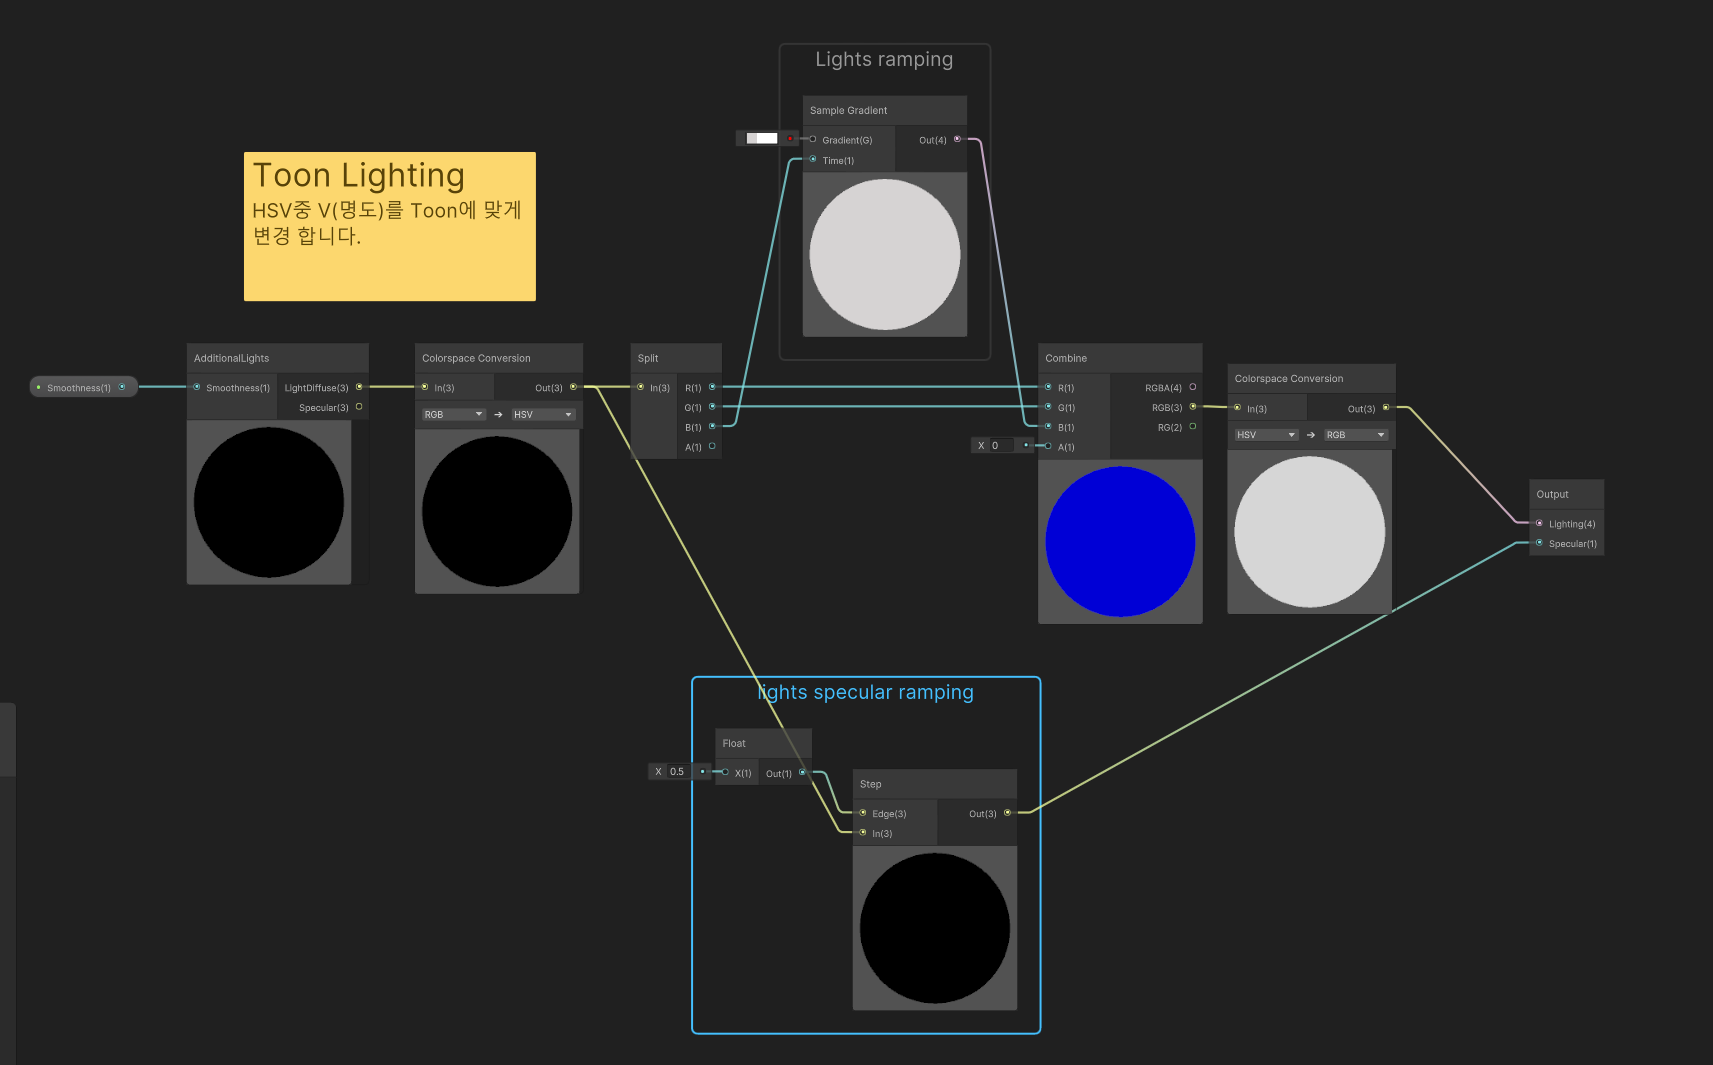 Lights ramping
Sample Gradient
Gradient(G)
Out(4)
Time(1)
Toon Lighting
HSV중 V(명도)를 Toon에 맞게
변경 합니다.
Smoothness(1)
AdditionalLights
Smoothness(1)
LightDiffuse(3)
Specular(3)
Colorspace Conversion
In(3)
Out(3)
RGB
HSV
Split
In(3)
R(1)
G(1)
B(1)
A(1)
X 0
Combine
R(1)
RGBA(4)
G(1)
RGB(3)
B(1)
RG(2)
A(1)
Colorspace Conversion
In(3)
Out(3)
HSV
RGB
Output
Lighting(4)
Specular(1)
lights specular ramping
X 0.5
Float
X(1)
Out(1)
Step
Edge(3)
Out(3)
In(3)